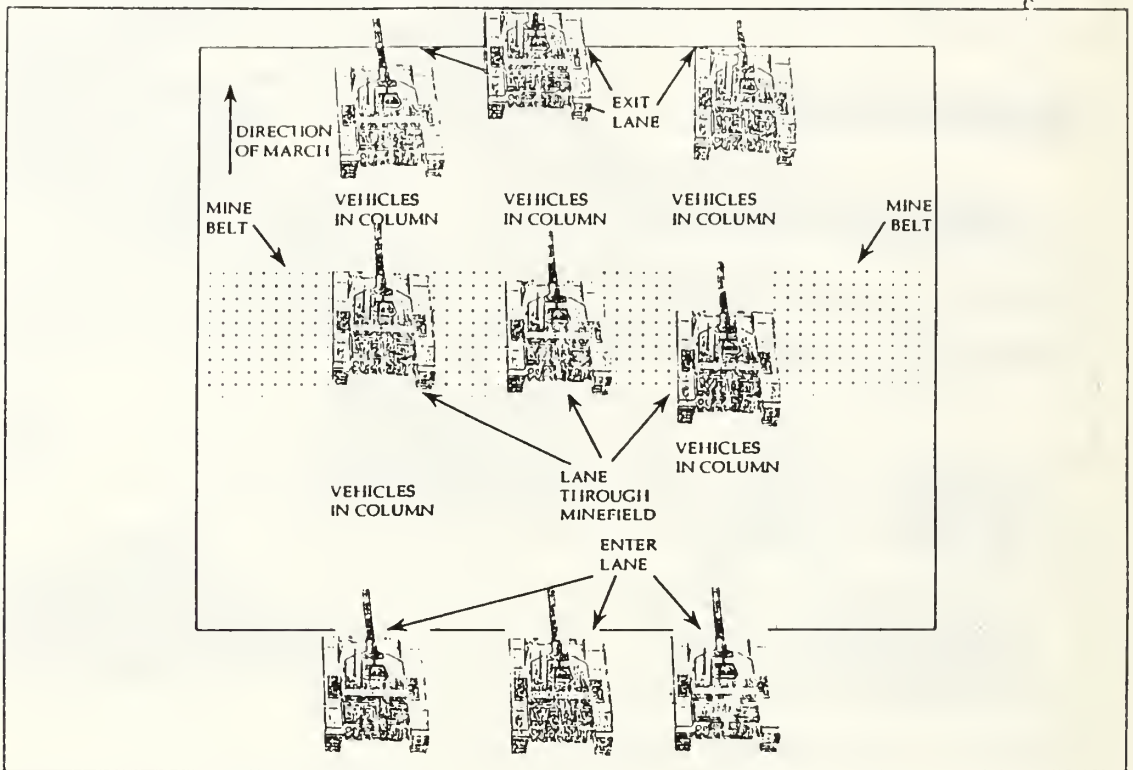 EXIT
LANE
DIRECTION
OF MARCH
VEHICLES
IN COLUMN
VEHICLES
IN COLUMN
VEHICLES
IN COLUMN
MINE
BELT
MINE
BELT
VEHICLES
IN COLUMN
LANE
THROUGH
MINEFIELD
VEHICLES
IN COLUMN
ENTER
LANE